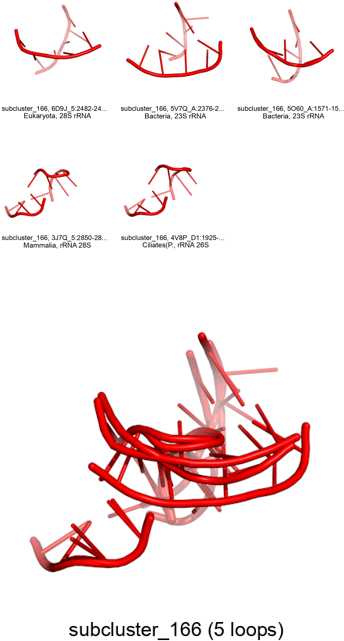 subcluster_166, 6D9J_5:2482-24...
Eukaryota, 28S rRNA
subcluster_166, 5V7Q_A:2376-2...
Bacteria, 23S rRNA
subcluster_166, 5O60_A:1571-15...
Bacteria, 23S rRNA
subcluster_166, 3J7Q_5:2850-28...
Mammalia, rRNA 28S
subcluster_166, 4V8P_D1:1925-...
Ciliates(P., rRNA 26S
subcluster_166 (5 loops)